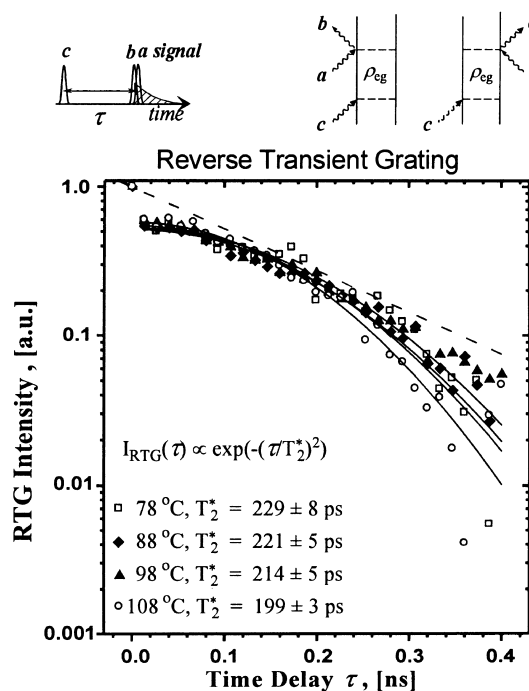 c
b a signal
τ
time
b
a
ρeg
c
ρeg
c
Reverse Transient Grating
RTG Intensity , [a.u.]
1.0
0.1
0.01
0.001
I_RTG(τ) ∝ exp(-(τ/T₂*)²)
78 °C, T₂* = 229 ± 8 ps
88 °C, T₂* = 221 ± 5 ps
98 °C, T₂* = 214 ± 5 ps
108 °C, T₂* = 199 ± 3 ps
0.0 0.1 0.2 0.3 0.4
Time Delay τ , [ns]